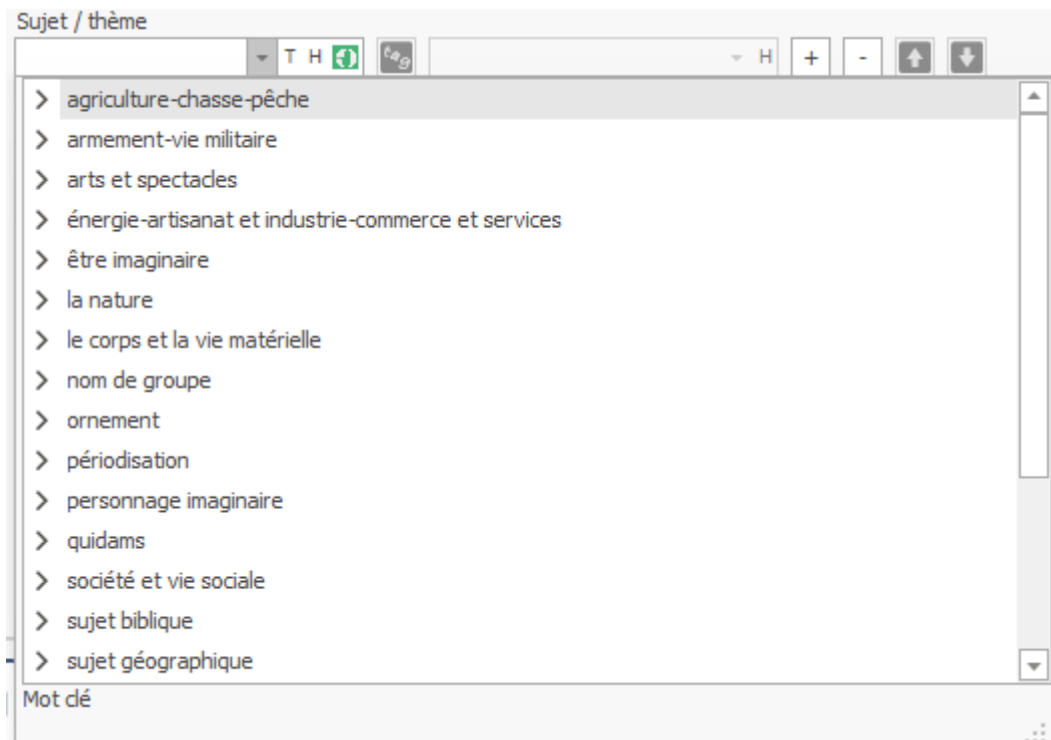 Sujet / thème
T H tag H + -
agriculture-chasse-pêche
armement-vie militaire
arts et spectacles
énergie-artisanat et industrie-commerce et services
être imaginaire
la nature
le corps et la vie matérielle
nom de groupe
ornement
périodisation
personnage imaginaire
quidams
société et vie sociale
sujet biblique
sujet géographique
Mot clé